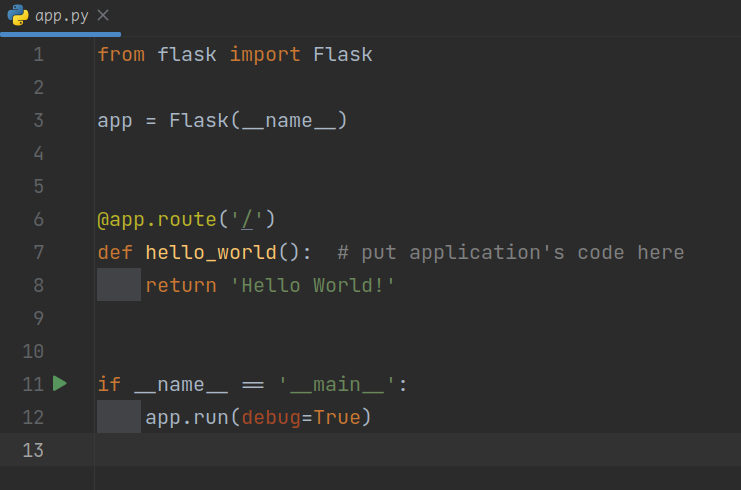 app.py
1 from flask import Flask
2
3 app = Flask(__name__)
4
5
6 @app.route('/')
7 def hello_world():  # put application's code here
8     return 'Hello World!'
9
10
11 if __name__ == '__main__':
12     app.run(debug=True)
13